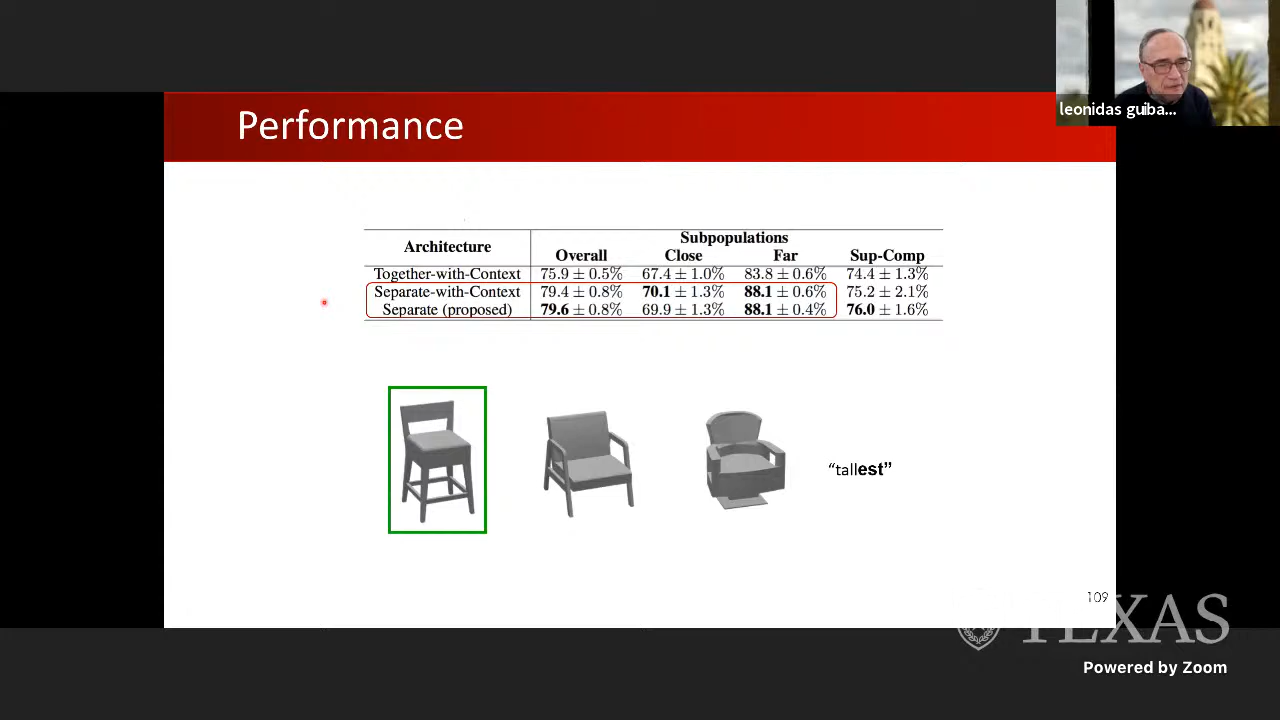 leonidas guiba...
Performance
Architecture
Subpopulations
Overall Close Far Sup-Comp
Together-with-Context 75.9 ± 0.5% 67.4 ± 1.0% 83.8 ± 0.6% 74.4 ± 1.3%
Separate-with-Context 79.4 ± 0.8% 70.1 ± 1.3% 88.1 ± 0.6% 75.2 ± 2.1%
Separate (proposed) 79.6 ± 0.8% 69.9 ± 1.3% 88.1 ± 0.4% 76.0 ± 1.6%
“tallest”
109
TEXAS
Powered by Zoom